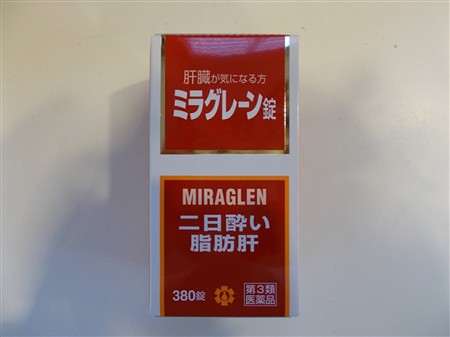 肝臓が気になる方
ミラグレーン錠
MIRAGLEN
二日酔い
脂肪肝
380錠
第3類
医薬品